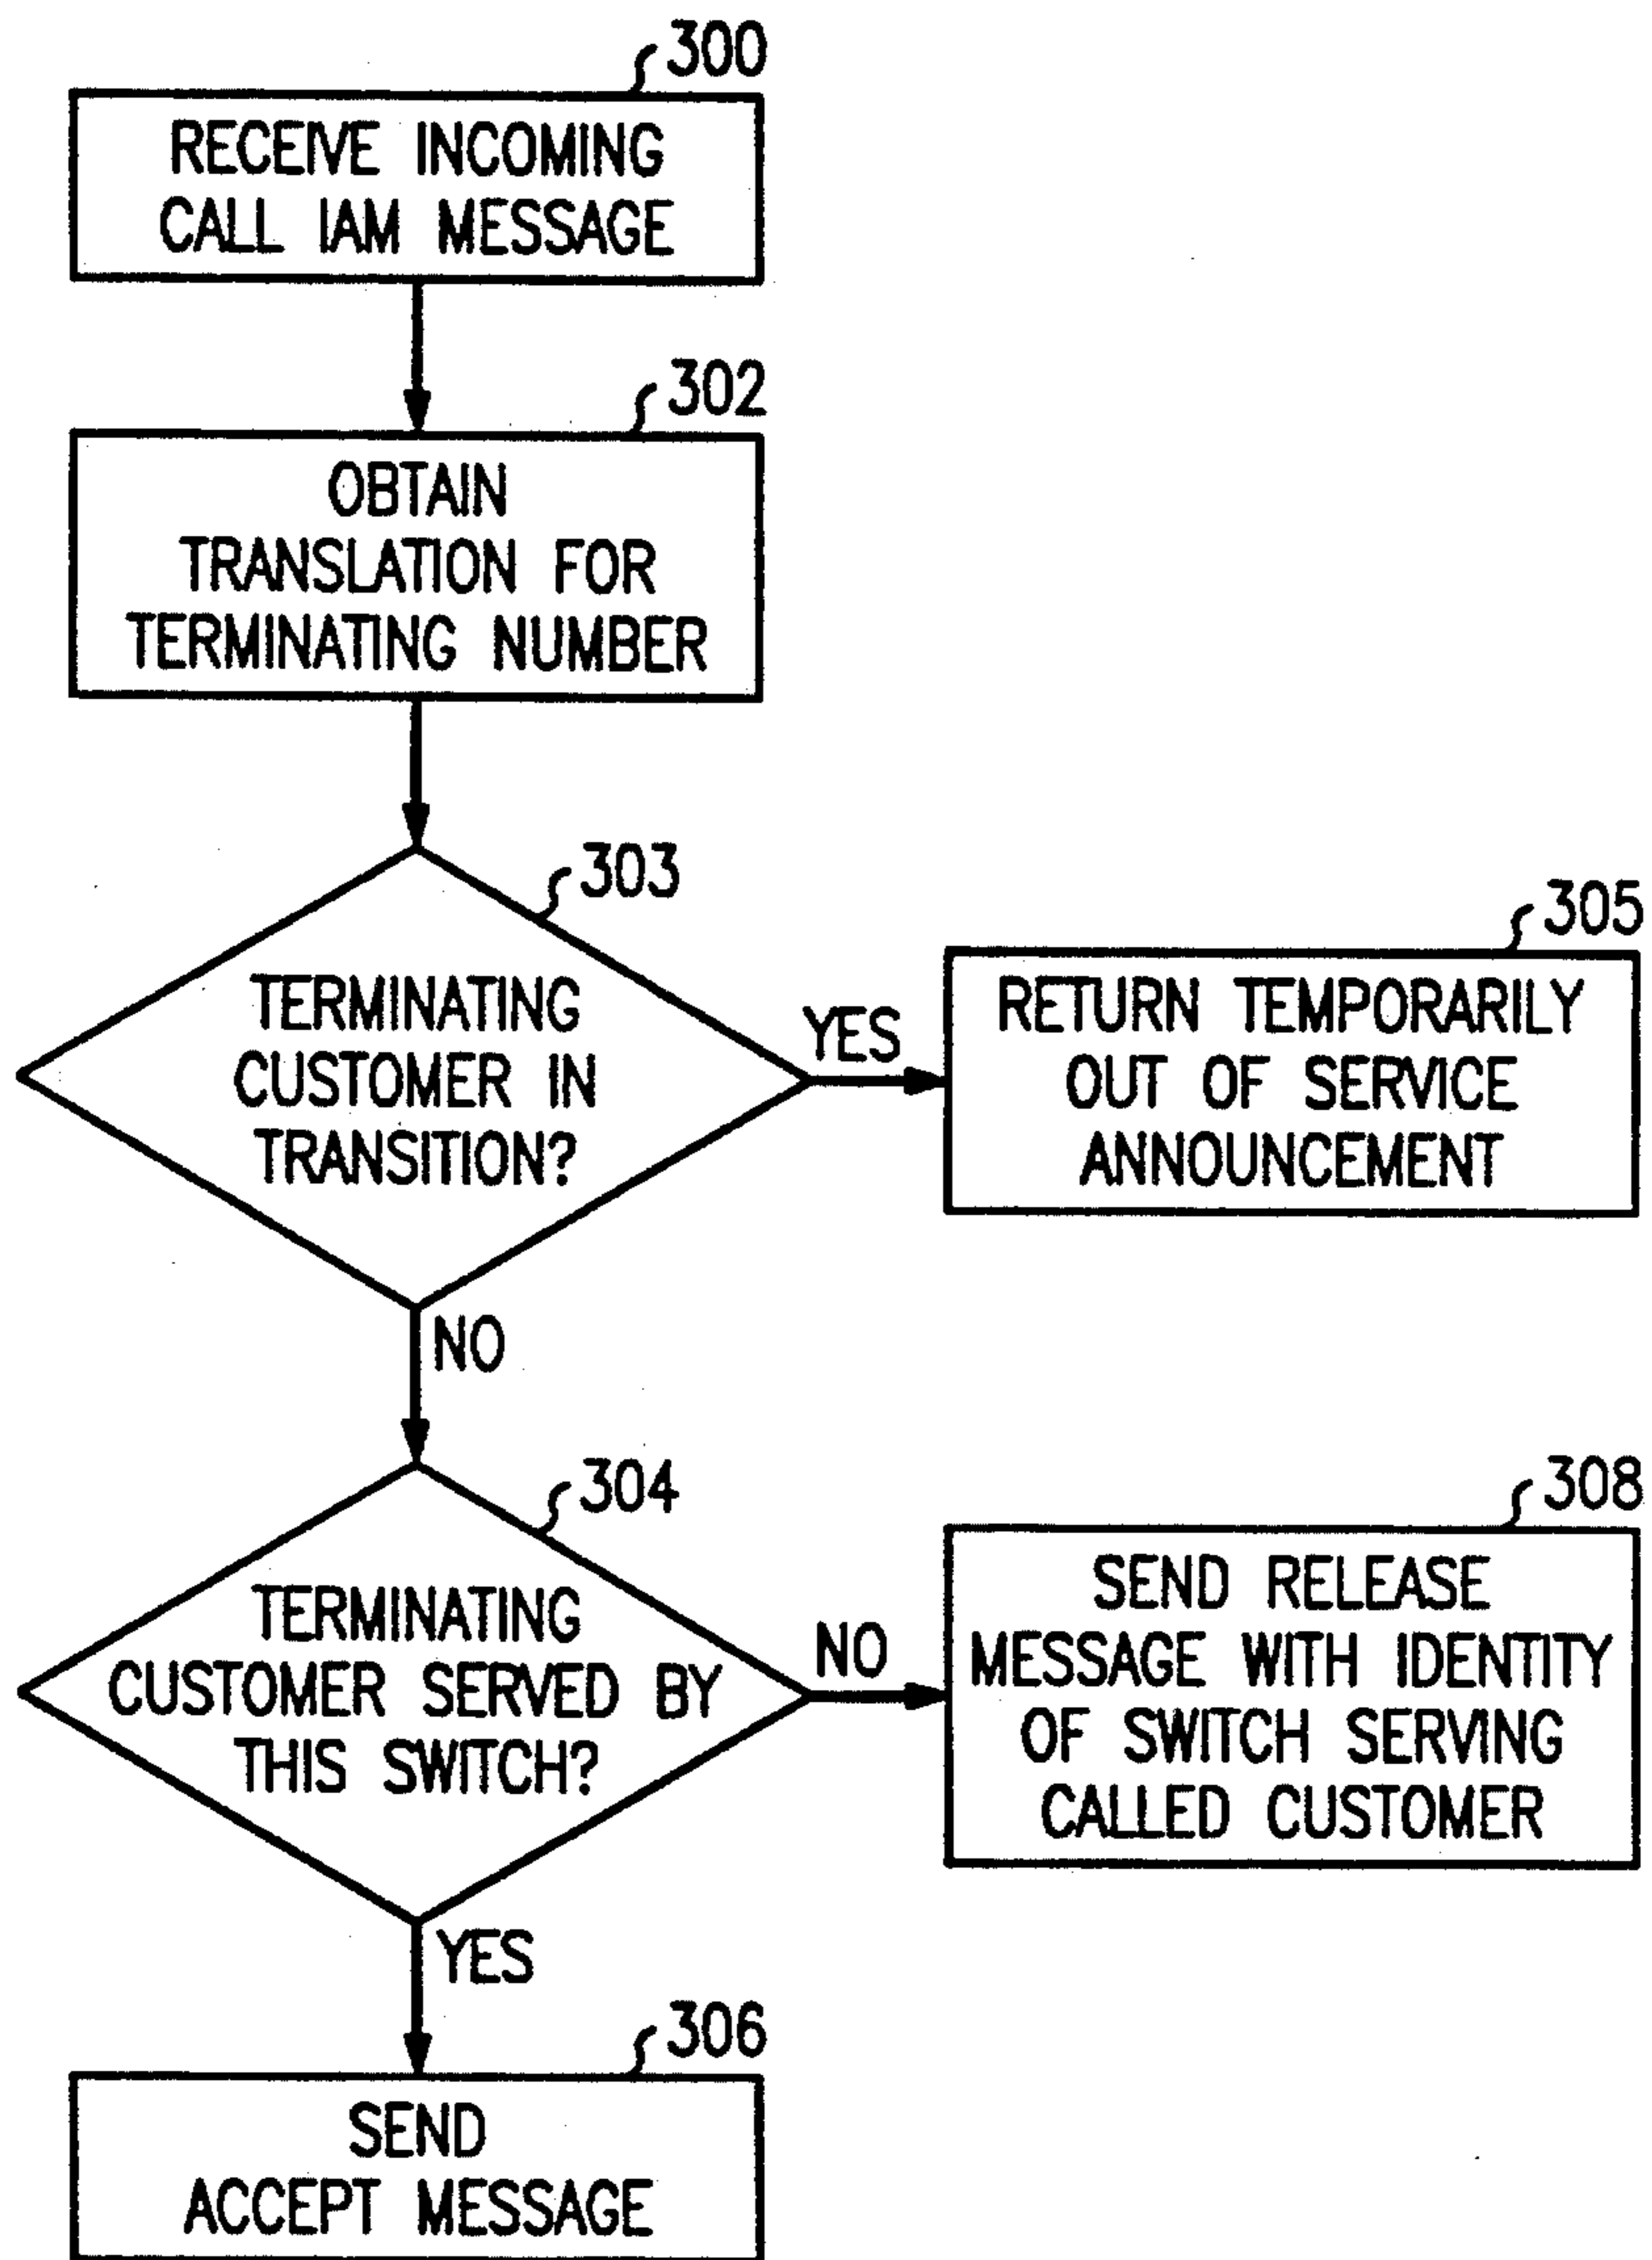 300
RECEIVE INCOMING
CALL IAM MESSAGE
302
OBTAIN
TRANSLATION FOR
TERMINATING NUMBER
303
TERMINATING
CUSTOMER IN
TRANSITION?
YES
305
RETURN TEMPORARILY
OUT OF SERVICE
ANNOUNCEMENT
NO
304
TERMINATING
CUSTOMER SERVED BY
THIS SWITCH?
NO
308
SEND RELEASE
MESSAGE WITH IDENTITY
OF SWITCH SERVING
CALLED CUSTOMER
YES
306
SEND
ACCEPT MESSAGE